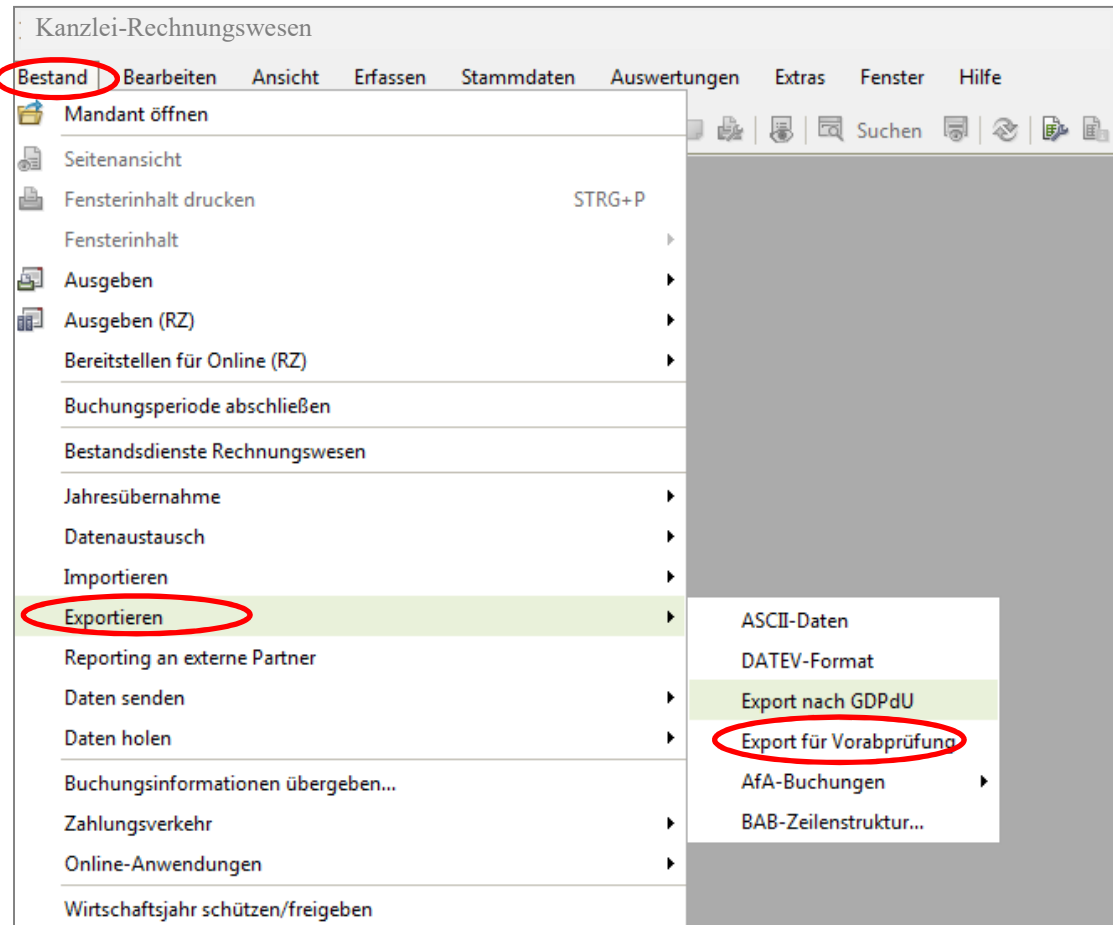 Kanzlei-Rechnungswesen
Bestand Bearbeiten Ansicht Erfassen Stammdaten Auswertungen Extras Fenster Hilfe
Mandant öffnen
Suchen
Seitenansicht
Fensterinhalt drucken STRG+P
Fensterinhalt
Ausgeben
Ausgeben (RZ)
Bereitstellen für Online (RZ)
Buchungsperiode abschließen
Bestandsdienste Rechnungswesen
Jahresübernahme
Datenaustausch
Importieren
Exportieren
Reporting an externe Partner
Daten senden
Daten holen
Buchungsinformationen übergeben...
Zahlungsverkehr
Online-Anwendungen
Wirtschaftsjahr schützen/freigeben
ASCII-Daten
DATEV-Format
Export nach GDPdU
Export für Vorabprüfung
AfA-Buchungen
BAB-Zeilenstruktur...